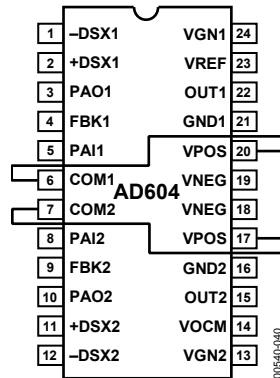 1 –DSX1 VGN1 24
2 +DSX1 VREF 23
3 PAO1 OUT1 22
4 FBK1 GND1 21
5 PAI1 VPOS 20
6 COM1 VNEG 19
AD604
7 COM2 VNEG 18
8 PAI2 VPOS 17
9 FBK2 GND2 16
10 PAO2 OUT2 15
11 +DSX2 VOCM 14
12 –DSX2 VGN2 13
00540-040